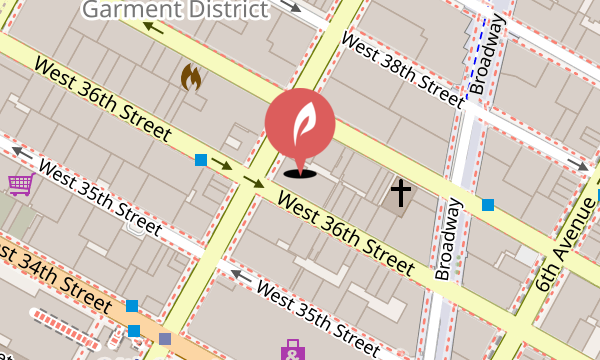 Garment District
West 38th Street
Broadway
West 36th Street
West 35th Street
West 36th Street
Broadway
6th Avenue
st 34th Street
West 35th Street
&